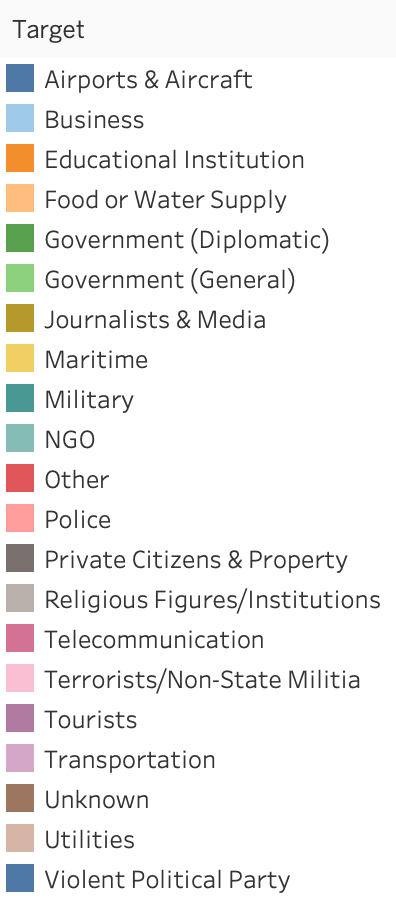 Target
Airports & Aircraft
Business
Educational Institution
Food or Water Supply
Government (Diplomatic)
Government (General)
Journalists & Media
Maritime
Military
NGO
Other
Police
Private Citizens & Property
Religious Figures/Institutions
Telecommunication
Terrorists/Non-State Militia
Tourists
Transportation
Unknown
Utilities
Violent Political Party